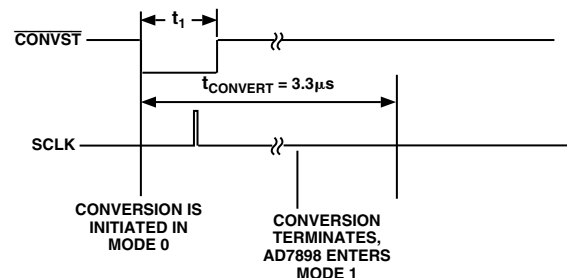 t1
CONVST
tCONVERT = 3.3µs
SCLK
CONVERSION IS
INITIATED IN
MODE 0
CONVERSION
TERMINATES,
AD7898 ENTERS
MODE 1